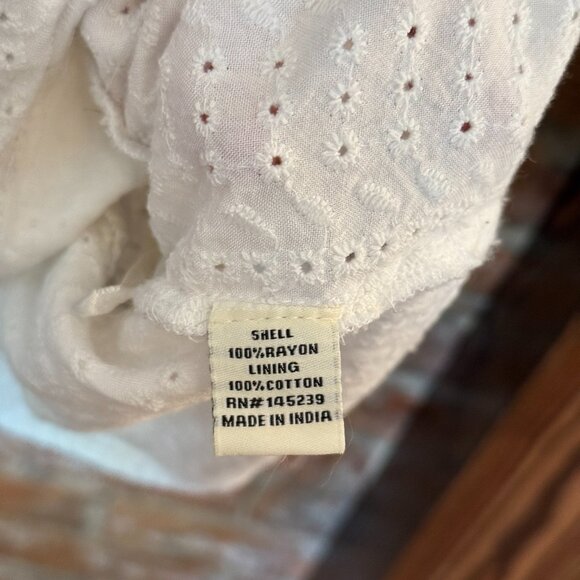 SHELL
100%RAYON
LINING
100%COTTON
RN#145239
MADE IN INDIA